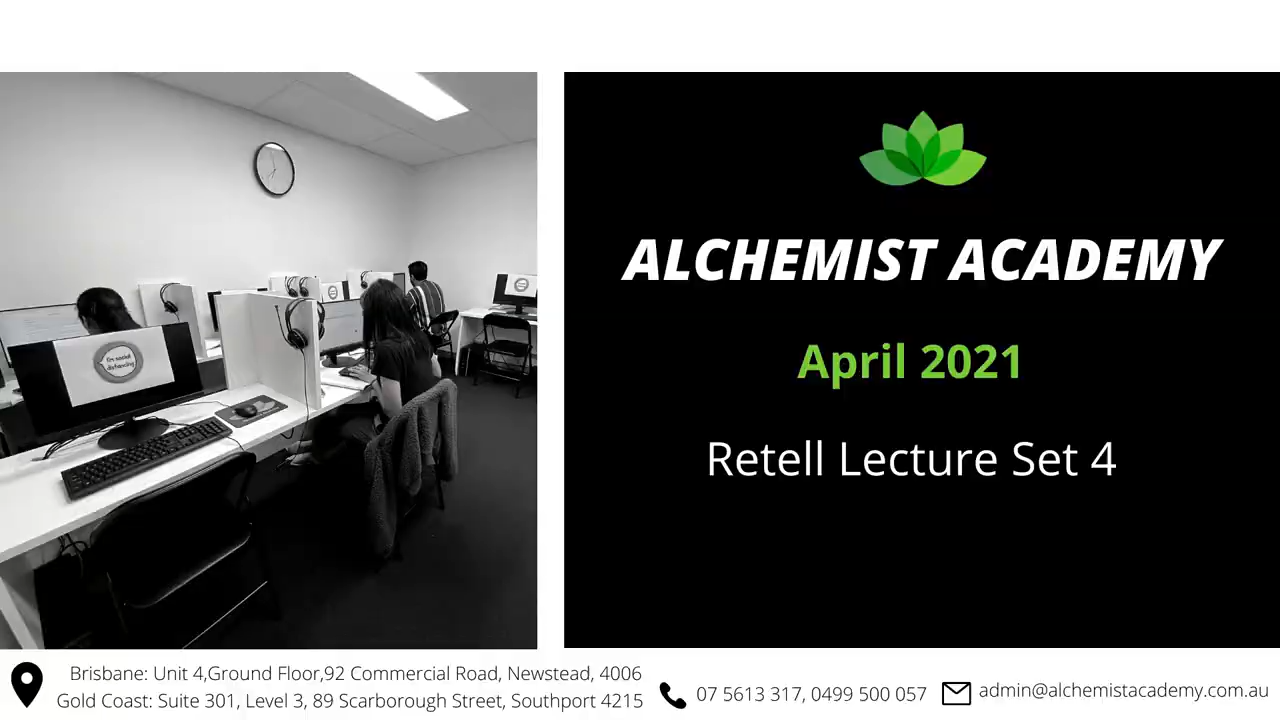 I'm social
distancing
ALCHEMIST ACADEMY
April 2021
Retell Lecture Set 4
Brisbane: Unit 4,Ground Floor,92 Commercial Road, Newstead, 4006
Gold Coast: Suite 301, Level 3, 89 Scarborough Street, Southport 4215
07 5613 317, 0499 500 057
admin@alchemistacademy.com.au